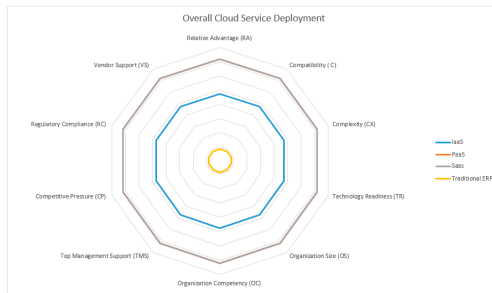 Overall Cloud Service Deployment
Relative Advantage (RA)
Vendor Support (VS)
Compatibility ( C)
Regulatory Compliance (RC)
Complexity (CX)
IaaS
PaaS
Saas
Traditional ERP
Competitive Pressure (CP)
Technology Readiness (TR)
Top Management Support (TMS)
Organization Size (OS)
Organization Competency (OC)